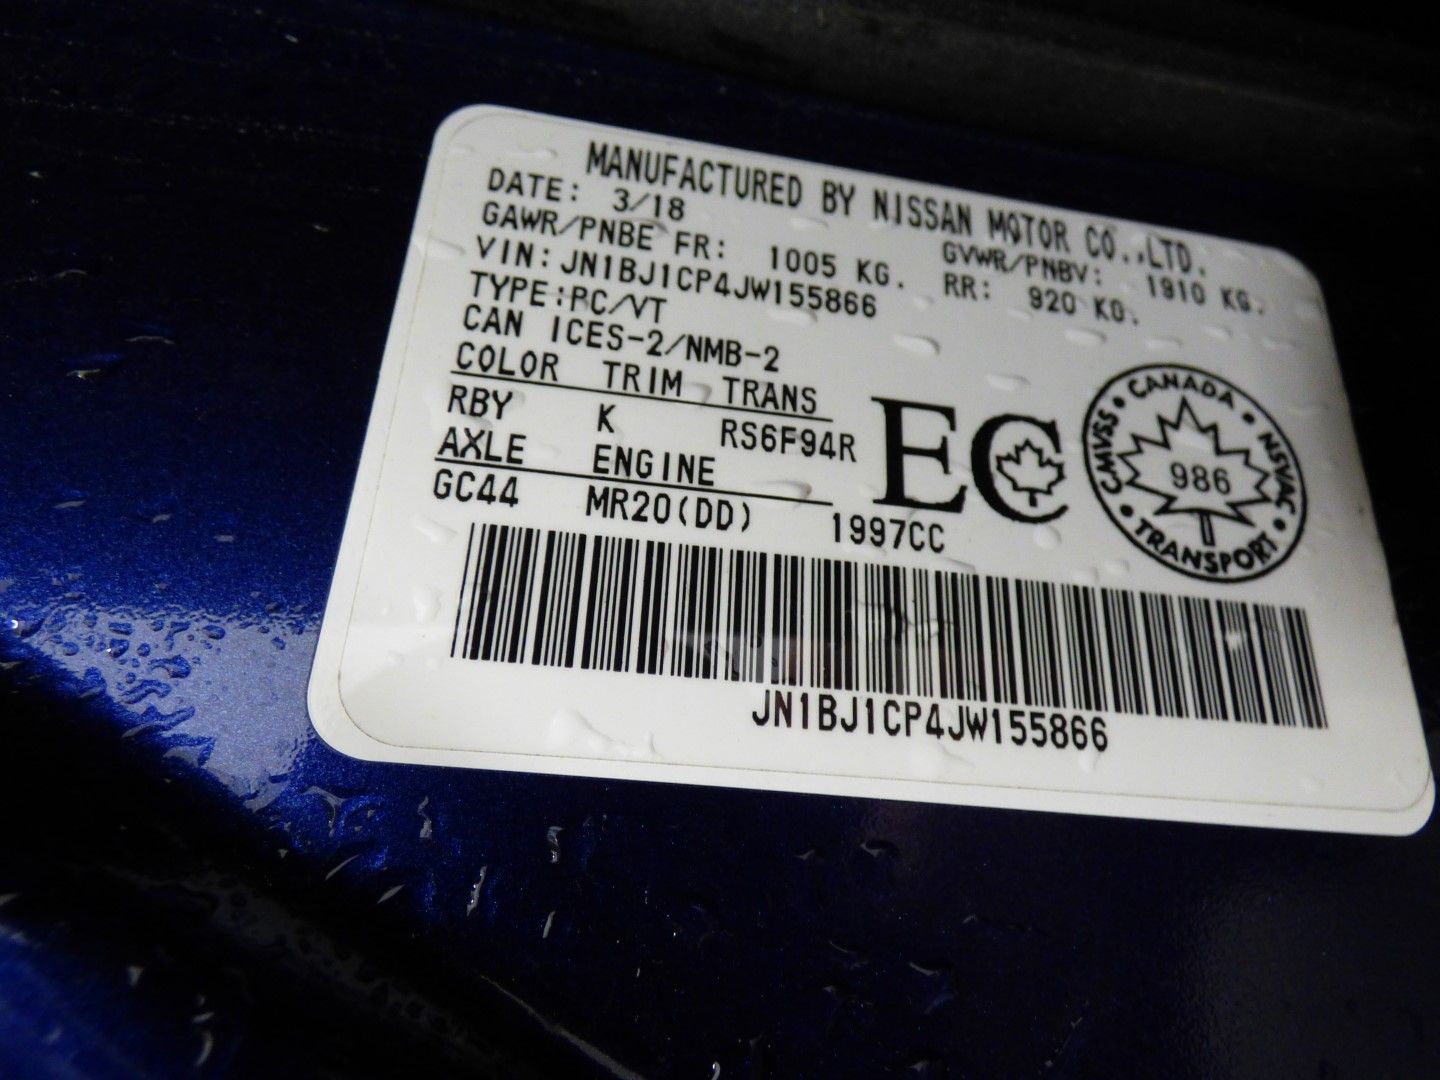 MANUFACTURED BY NISSAN MOTOR CO.,LTD.
DATE: 3/18 GVWR/PNBV: 1910 KG.
GAWR/PNBE FR: 1005 KG. RR: 920 KG.
VIN: JN1BJ1CP4JW155866
TYPE:PC/VT
CAN ICES-2/NMB-2
COLOR TRIM TRANS
RBY K RS6F94R
AXLE ENGINE
GC44 MR20(DD) 1997CC
EC
CANADA
CMVSS 986 NSVAC
TRANSPORT
JN1BJ1CP4JW155866